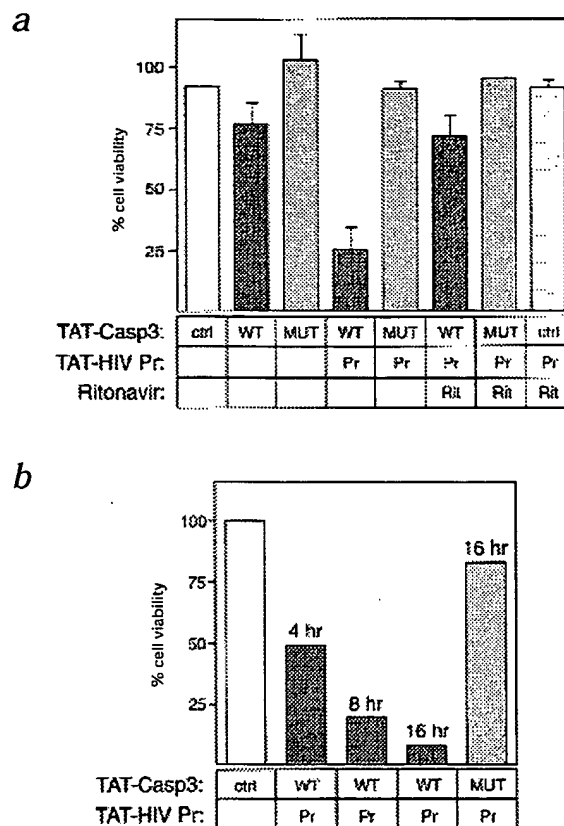 a
100
75
50
25
% cell viability
TAT-Casp3: ctrl WT MUT WT MUT WT MUT ctrl
TAT-HIV Pr: Pr Pr Pr Pr Pr
Ritonavir: Rit Rit Rit
b
100
75
50
25
% cell viability
4 hr
8 hr
16 hr
16 hr
TAT-Casp3: ctrl WT WT WT MUT
TAT-HIV Pr: Pr Pr Pr Pr